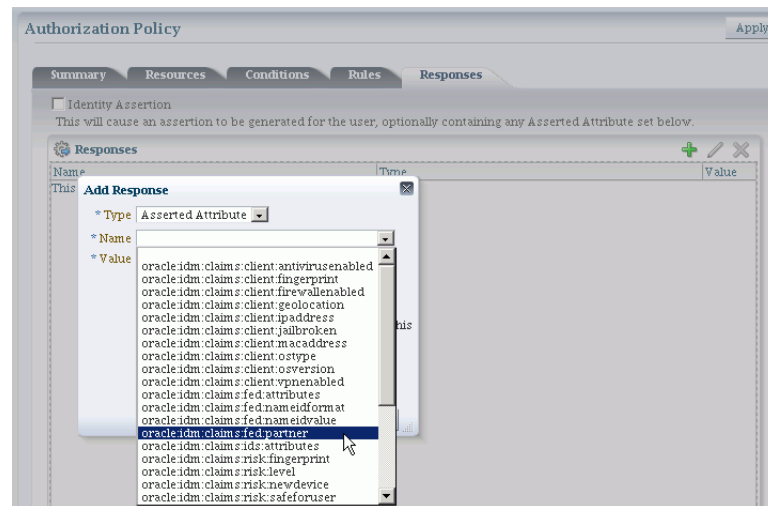 Authorization Policy
Apply
Summary Resources Conditions Rules Responses
Identity Assertion
This will cause an assertion to be generated for the user, optionally containing any Asserted Attribute set below.
Responses
Name Type Value
This
Add Response
* Type Asserted Attribute
* Name
* Value
oracle:idm:claims:client:antivirusenabled
oracle:idm:claims:client:fingerprint
oracle:idm:claims:client:firewallenabled
oracle:idm:claims:client:geolocation
oracle:idm:claims:client:ipaddress
oracle:idm:claims:client:jailbroken
his
oracle:idm:claims:client:macaddress
oracle:idm:claims:client:ostype
oracle:idm:claims:client:osversion
oracle:idm:claims:client:vpnenabled
oracle:idm:claims:fed:attributes
oracle:idm:claims:fed:nameidformat
oracle:idm:claims:fed:nameidvalue
oracle:idm:claims:fed:partner
oracle:idm:claims:ids:attributes
oracle:idm:claims:risk:fingerprint
oracle:idm:claims:risk:level
oracle:idm:claims:risk:newdevice
oracle:idm:claims:risk:safeforuser